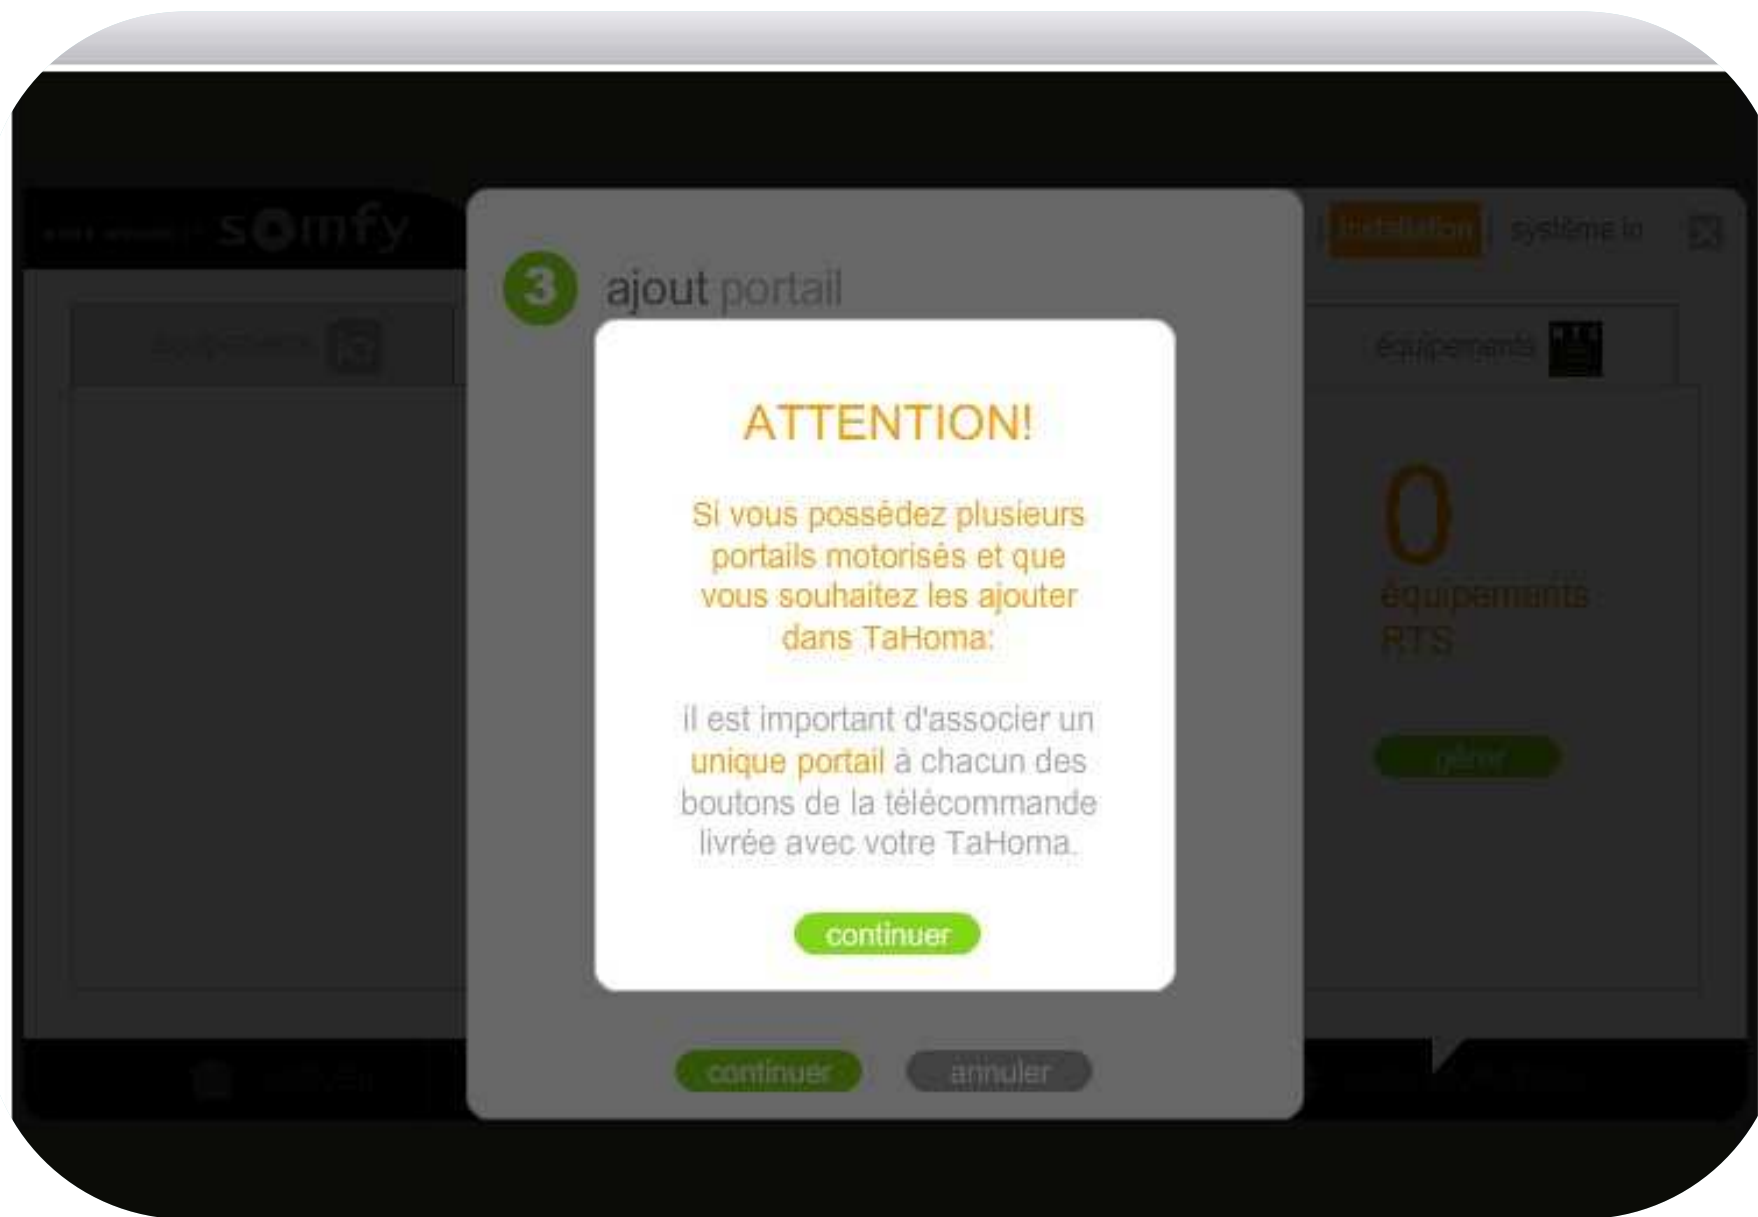 somfy
installation
système io
3
ajout portail
équipements
équipements
ATTENTION!
Si vous possédez plusieurs
portails motorisés et que
vous souhaitez les ajouter
dans TaHoma:
il est important d'associer un
unique portail à chacun des
boutons de la télécommande
livrée avec votre TaHoma.
continuer
0
équipements
RTS
gérer
continuer
annuler